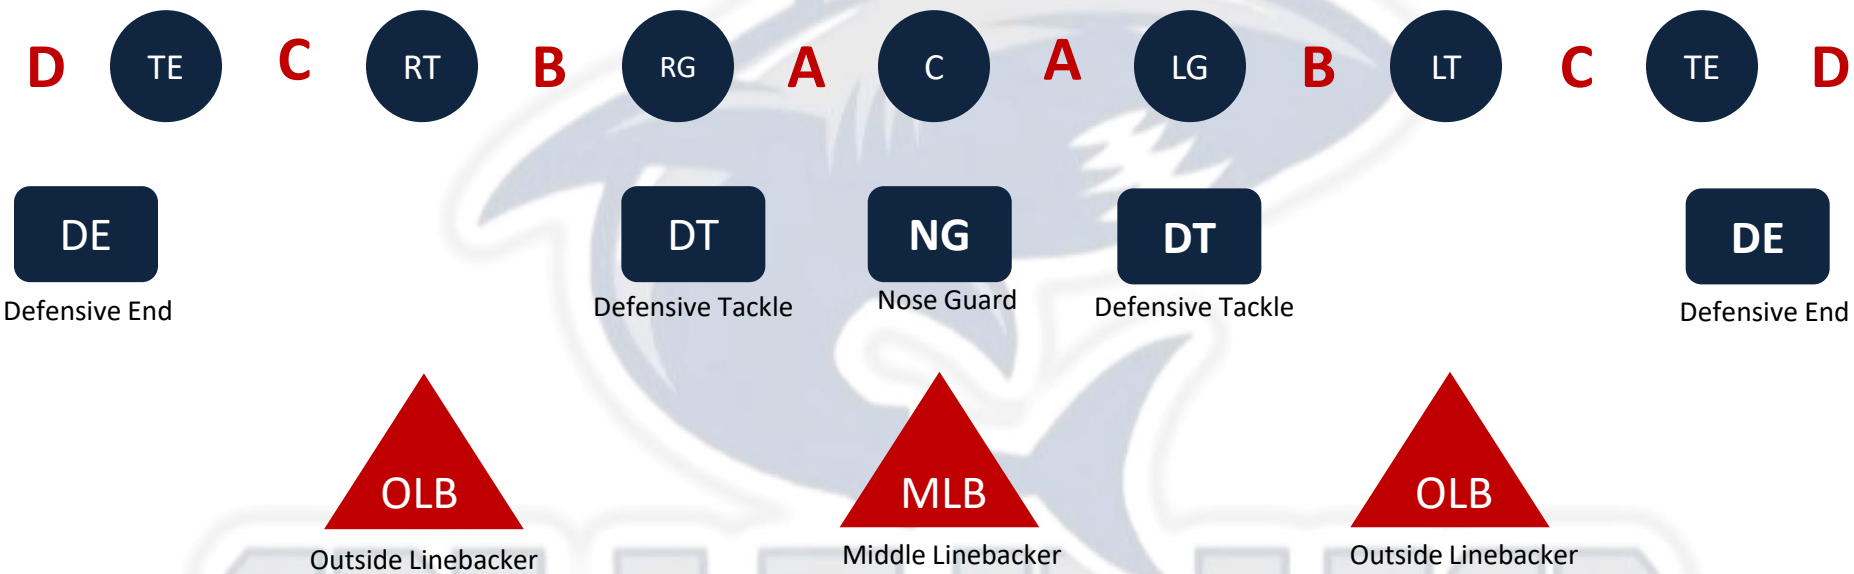 D TE C RT B RG A C A LG B LT C TE D
DE DT NG DT DE
Defensive End Defensive Tackle Nose Guard Defensive Tackle Defensive End
OLB MLB OLB
Outside Linebacker Middle Linebacker Outside Linebacker